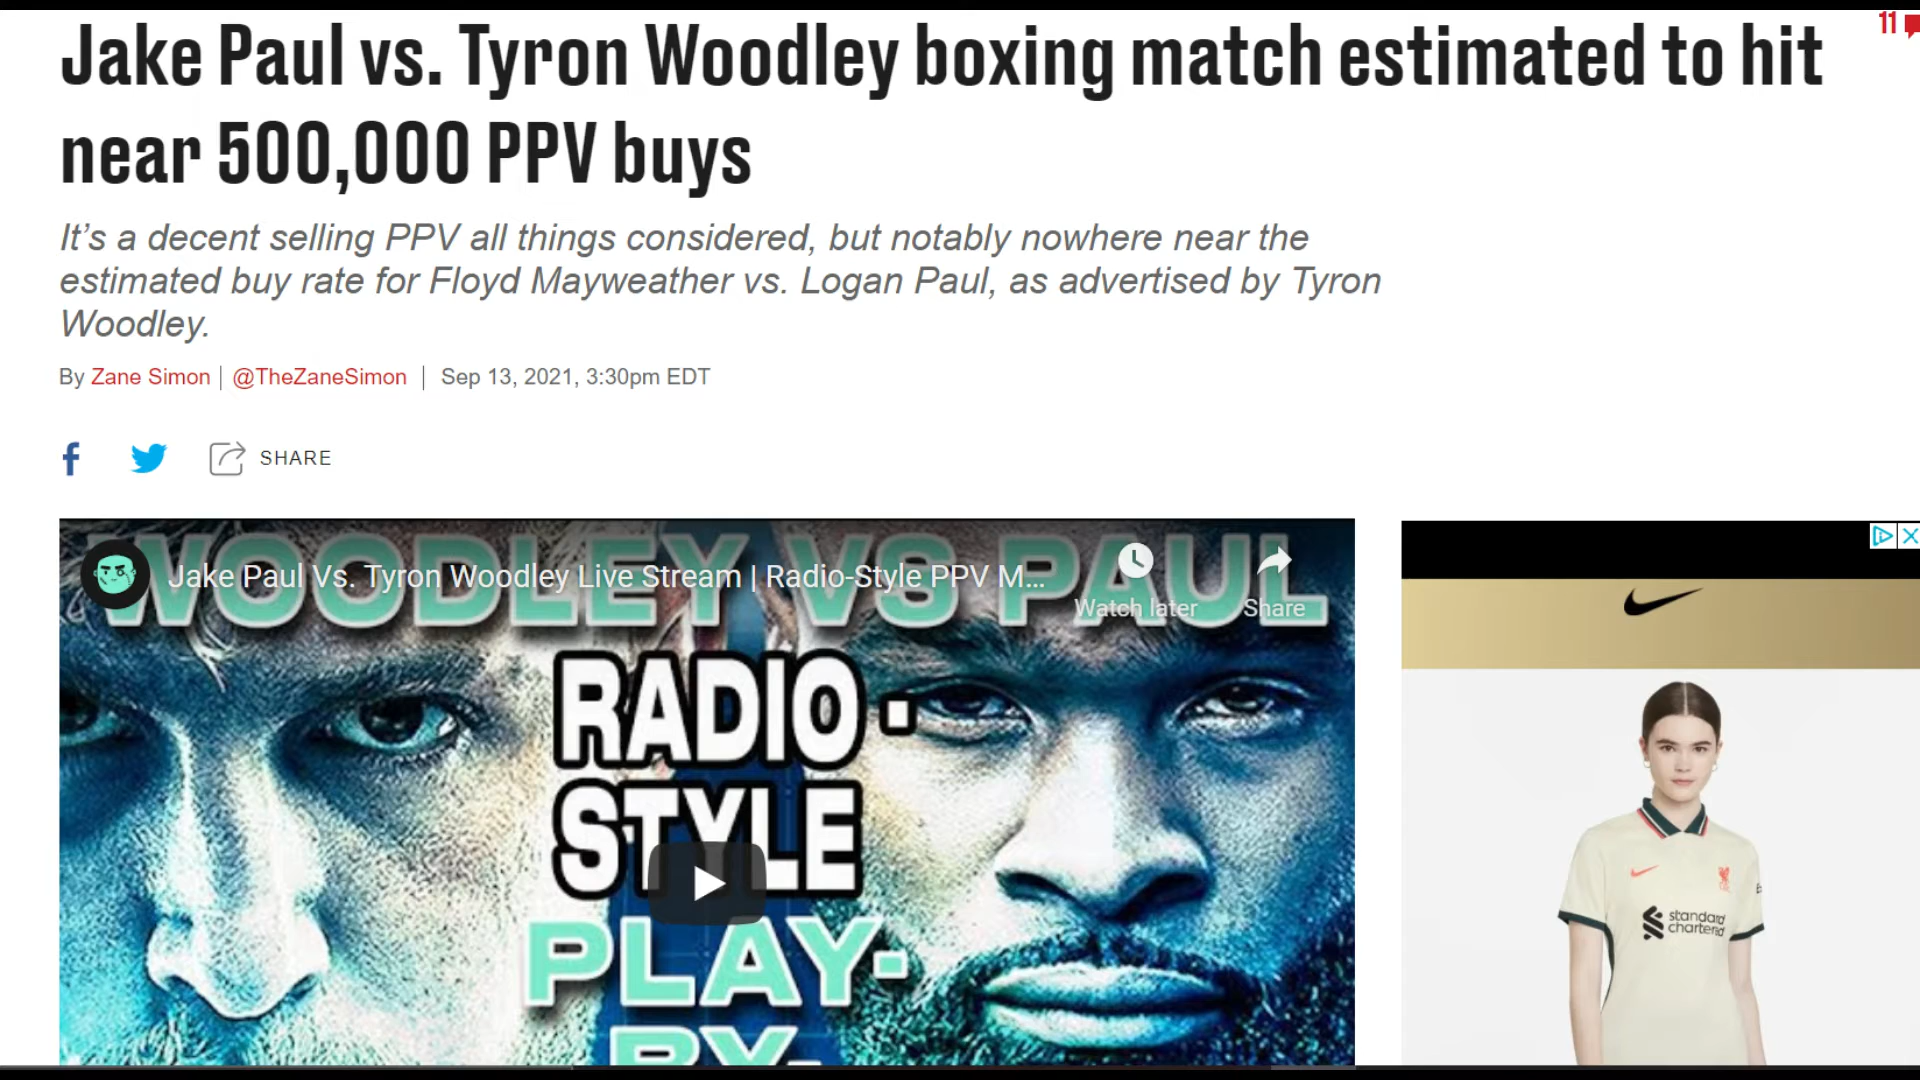 11
Jake Paul vs. Tyron Woodley boxing match estimated to hit
near 500,000 PPV buys
It's a decent selling PPV all things considered, but notably nowhere near the
estimated buy rate for Floyd Mayweather vs. Logan Paul, as advertised by Tyron
Woodley.
By Zane Simon | @TheZaneSimon | Sep 13, 2021, 3:30pm EDT
f
SHARE
WOODLEY VS PAUL
Jake Paul Vs. Tyron Woodley Live Stream | Radio-Style PPV M...
Watch later
Share
RADIO-
STYLE
PLAY-
BY-
standard
chartered